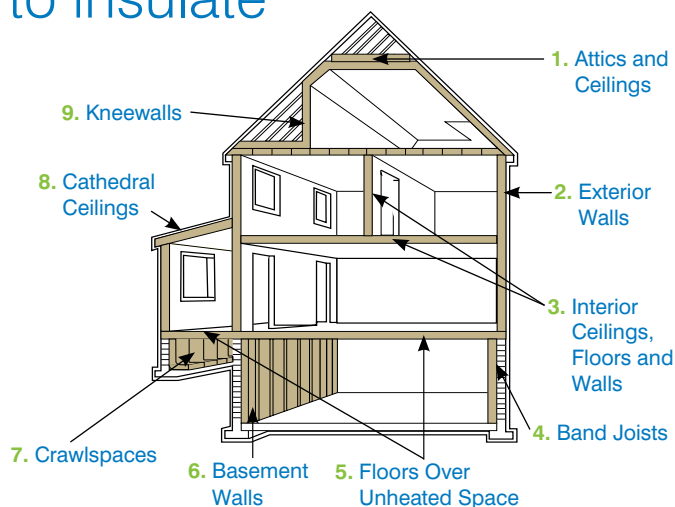 to insulate
1. Attics and
Ceilings
2. Exterior
Walls
3. Interior
Ceilings,
Floors and
Walls
4. Band Joists
5. Floors Over
Unheated Space
6. Basement
Walls
7. Crawlspaces
8. Cathedral
Ceilings
9. Kneewalls